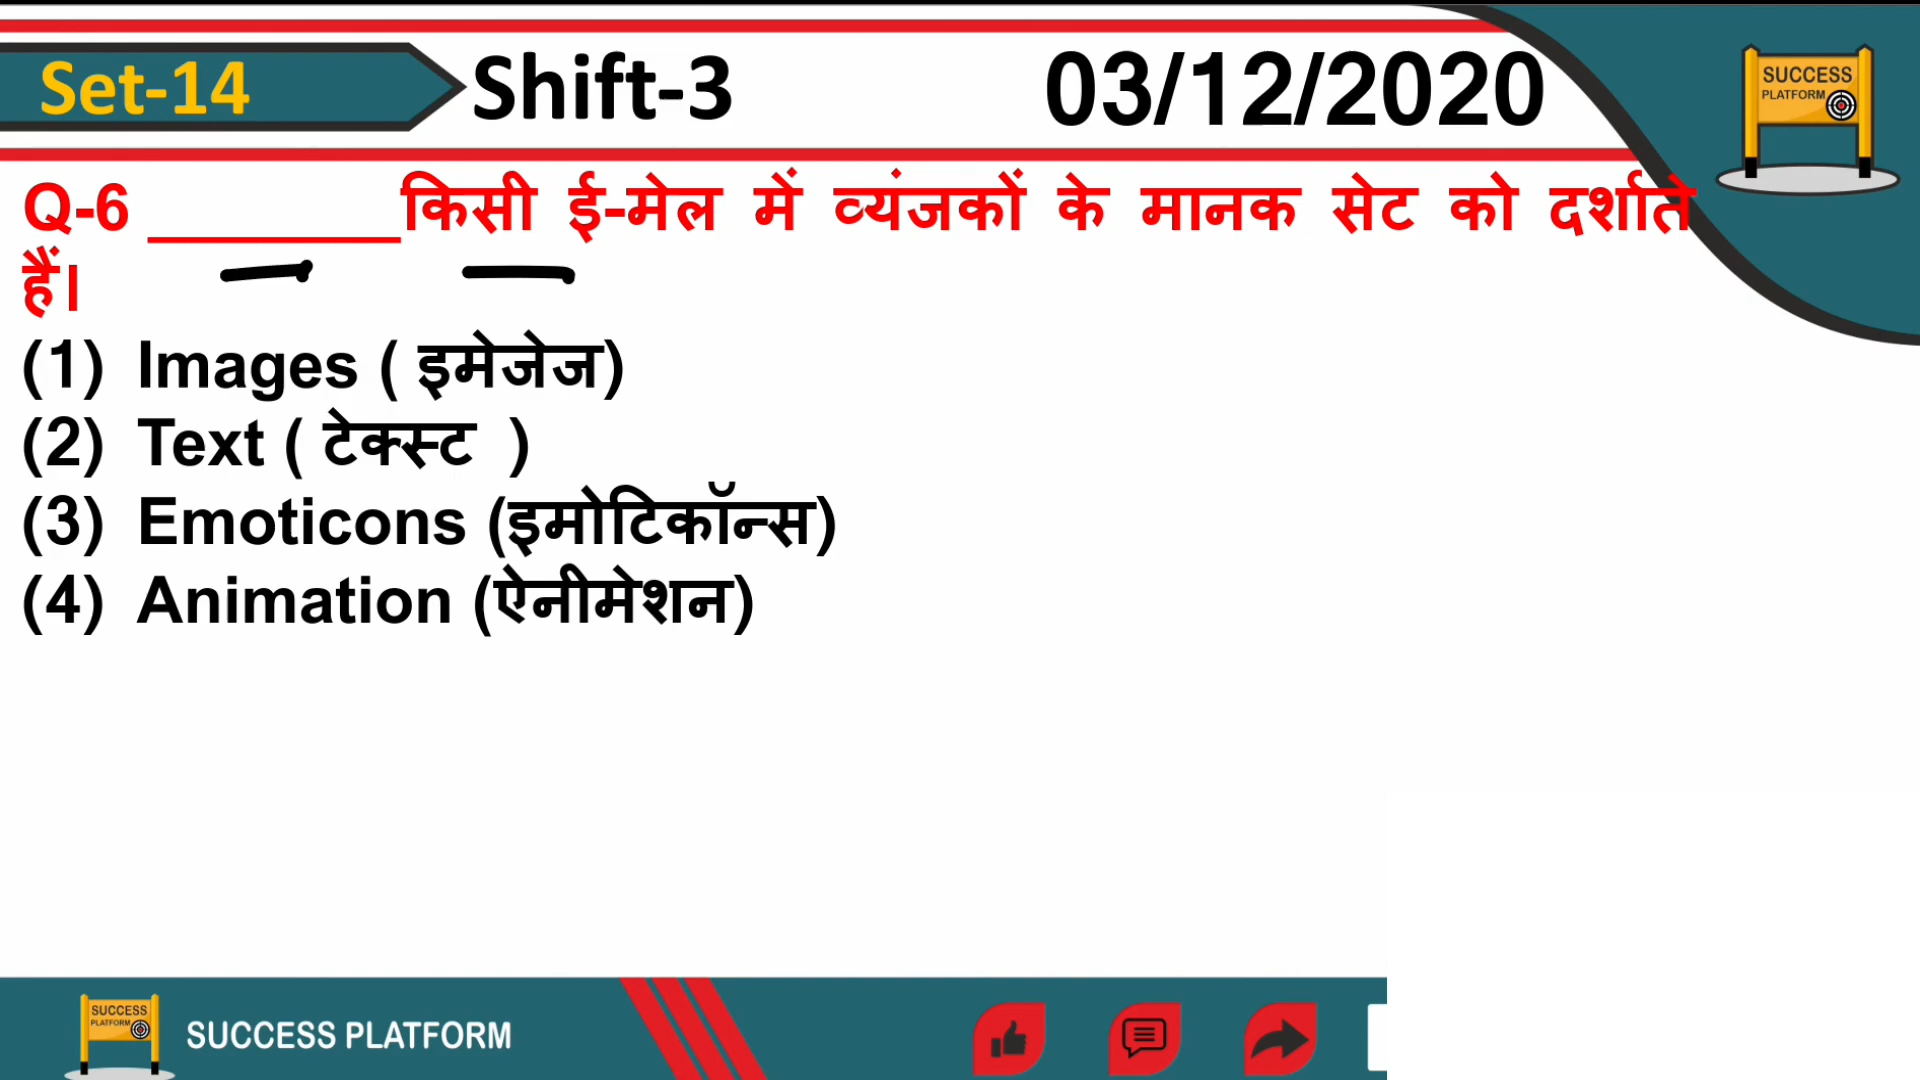 Set-14 Shift-3 03/12/2020
SUCCESS
PLATFORM
Q-6 ________किसी ई-मेल में व्यंजकों के मानक सेट को दर्शाते
हैं।
(1) Images ( इमेजेज)
(2) Text ( टेक्स्ट )
(3) Emoticons (इमोटिकॉन्स)
(4) Animation (ऐनीमेशन)
SUCCESS
PLATFORM
SUCCESS PLATFORM